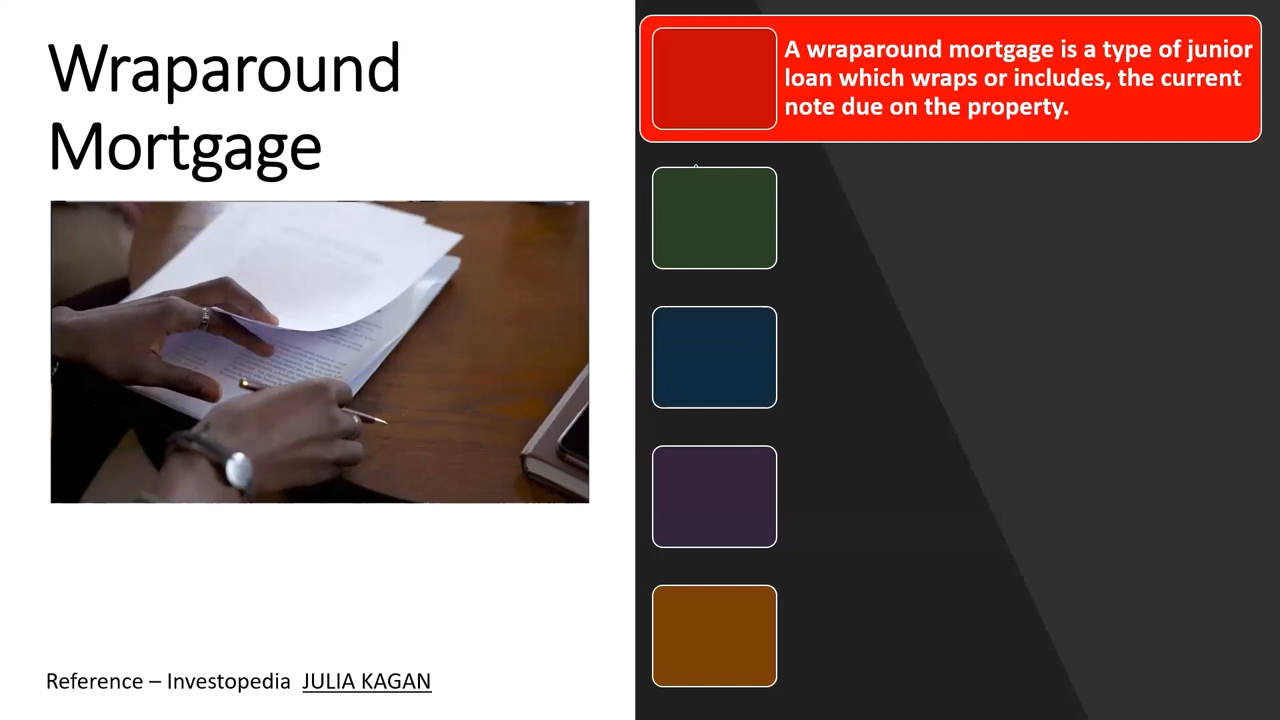 Wraparound
Mortgage
A wraparound mortgage is a type of junior
loan which wraps or includes, the current
note due on the property.
Reference – Investopedia JULIA KAGAN